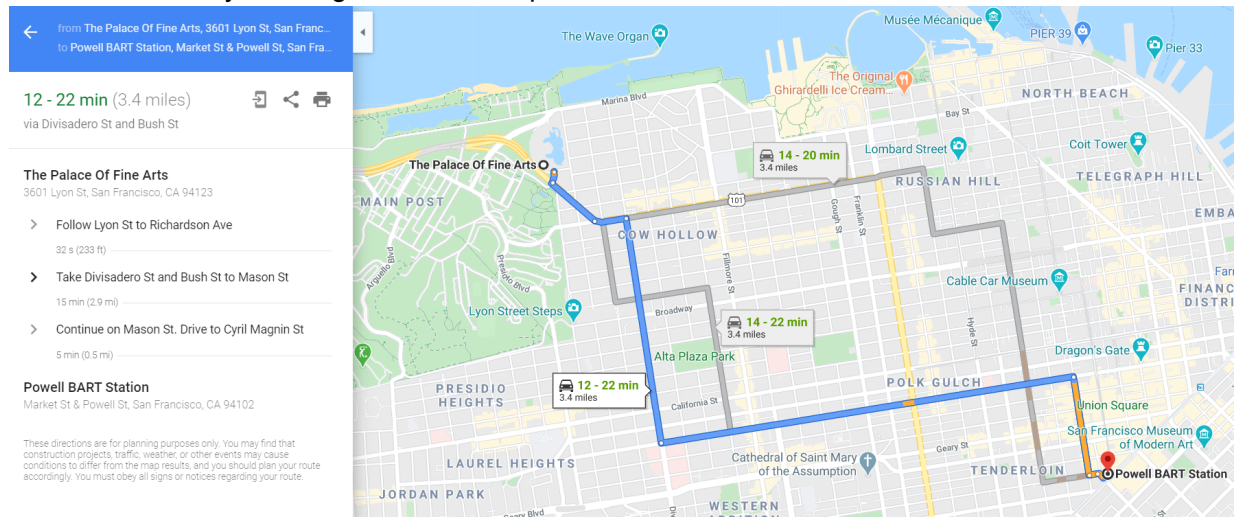 from The Palace Of Fine Arts, 3601 Lyon St, San Franc...
to Powell BART Station, Market St & Powell St, San Fra...
12 - 22 min (3.4 miles)
via Divisadero St and Bush St
The Palace Of Fine Arts
3601 Lyon St, San Francisco, CA 94123
Follow Lyon St to Richardson Ave
32 s (233 ft)
Take Divisadero St and Bush St to Mason St
15 min (2.9 mi)
Continue on Mason St. Drive to Cyril Magnin St
5 min (0.5 mi)
Powell BART Station
Market St & Powell St, San Francisco, CA 94102
These directions are for planning purposes only. You may find that
construction projects, traffic, weather, or other events may cause
conditions to differ from the map results, and you should plan your route
accordingly. You must obey all signs or notices regarding your route.
Musée Mécanique
PIER 39
The Wave Organ
Pier 33
The Original
Ghirardelli Ice Cream...
Marina Blvd
NORTH BEACH
Bay St
Coit Tower
Lombard Street
14 - 20 min
3.4 miles
The Palace Of Fine Arts
TELEGRAPH HILL
RUSSIAN HILL
MAIN POST
101
Gough St
Franklin St
EMBA
COW HOLLOW
Fillmore St
Arguello Blvd
Presidio Blvd
Cable Car Museum
Far
FINANC
DISTRI
Lyon Street Steps
Broadway
Hyde St
14 - 22 min
3.4 miles
Dragon's Gate
Alta Plaza Park
12 - 22 min
3.4 miles
PRESIDIO
HEIGHTS
POLK GULCH
California St
Union Square
San Francisco Museum
of Modern Art
Geary St
Cathedral of Saint Mary
of the Assumption
LAUREL HEIGHTS
TENDERLOIN
Powell BART Station
JORDAN PARK
WESTERN
Geary Blvd